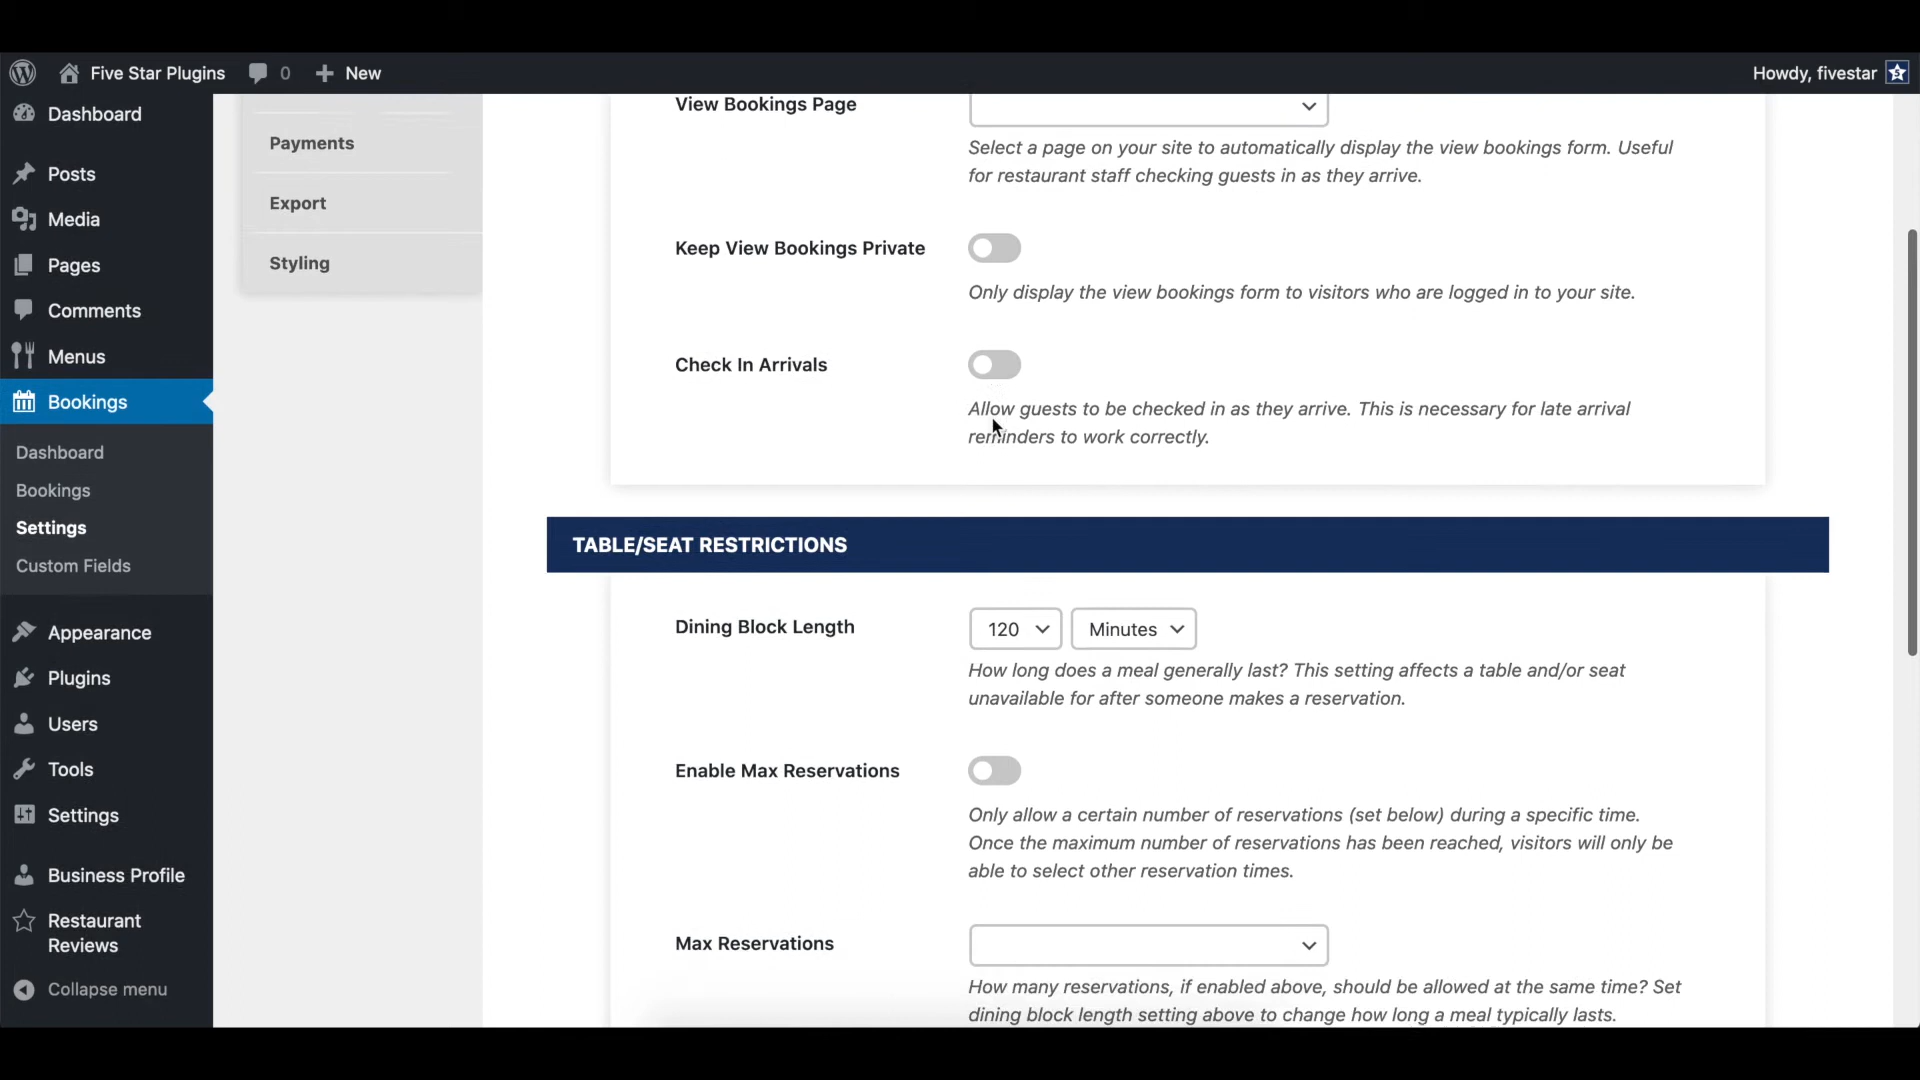 Five Star Plugins 0 New Howdy, fivestar
Dashboard
Posts
Media
Pages
Comments
Menus
Bookings
Dashboard
Bookings
Settings
Custom Fields
Appearance
Plugins
Users
Tools
Settings
Business Profile
Restaurant
Reviews
Collapse menu
Payments
Export
Styling
View Bookings Page
Select a page on your site to automatically display the view bookings form. Useful
for restaurant staff checking guests in as they arrive.
Keep View Bookings Private
Only display the view bookings form to visitors who are logged in to your site.
Check In Arrivals
Allow guests to be checked in as they arrive. This is necessary for late arrival
reminders to work correctly.
TABLE/SEAT RESTRICTIONS
Dining Block Length 120 Minutes
How long does a meal generally last? This setting affects a table and/or seat
unavailable for after someone makes a reservation.
Enable Max Reservations
Only allow a certain number of reservations (set below) during a specific time.
Once the maximum number of reservations has been reached, visitors will only be
able to select other reservation times.
Max Reservations
How many reservations, if enabled above, should be allowed at the same time? Set
dining block length setting above to change how long a meal typically lasts.